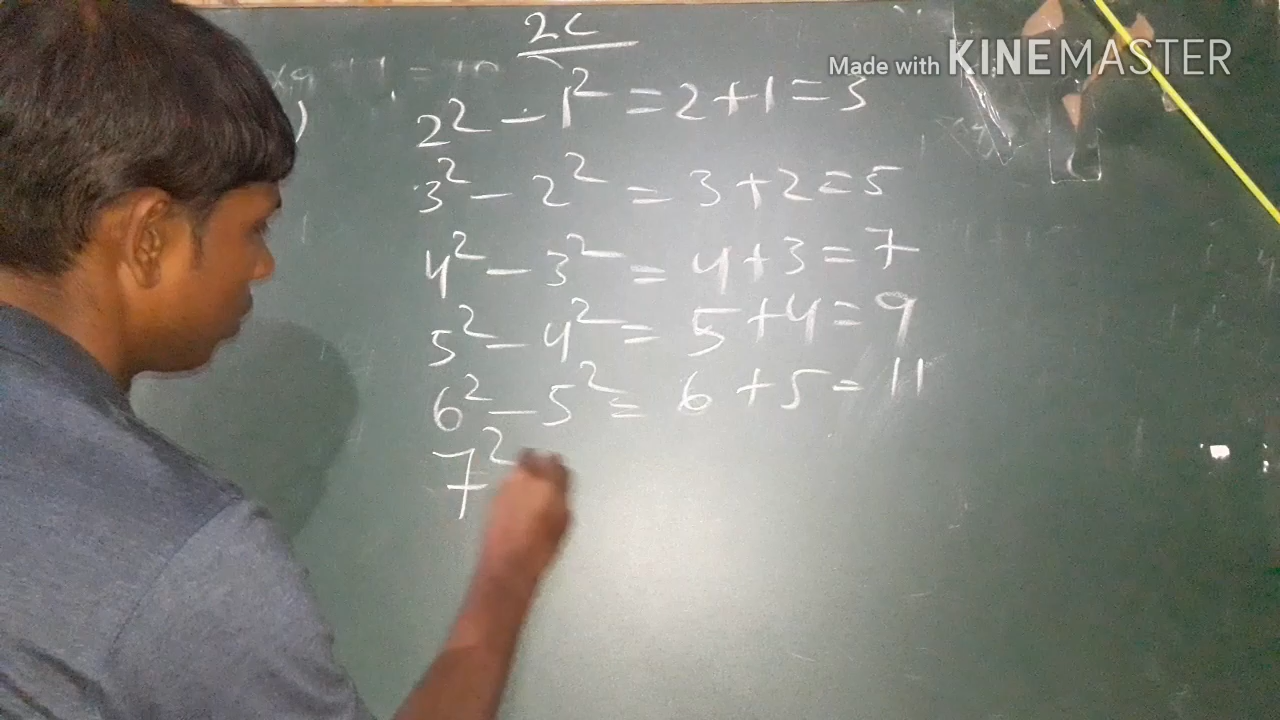 Made with KINEMASTER
2² - 1² = 2+1=3
3² - 2² = 3+2=5
4² - 3² = 4+3=7
5² - 4² = 5+4=9
6² - 5² = 6+5=11
7²